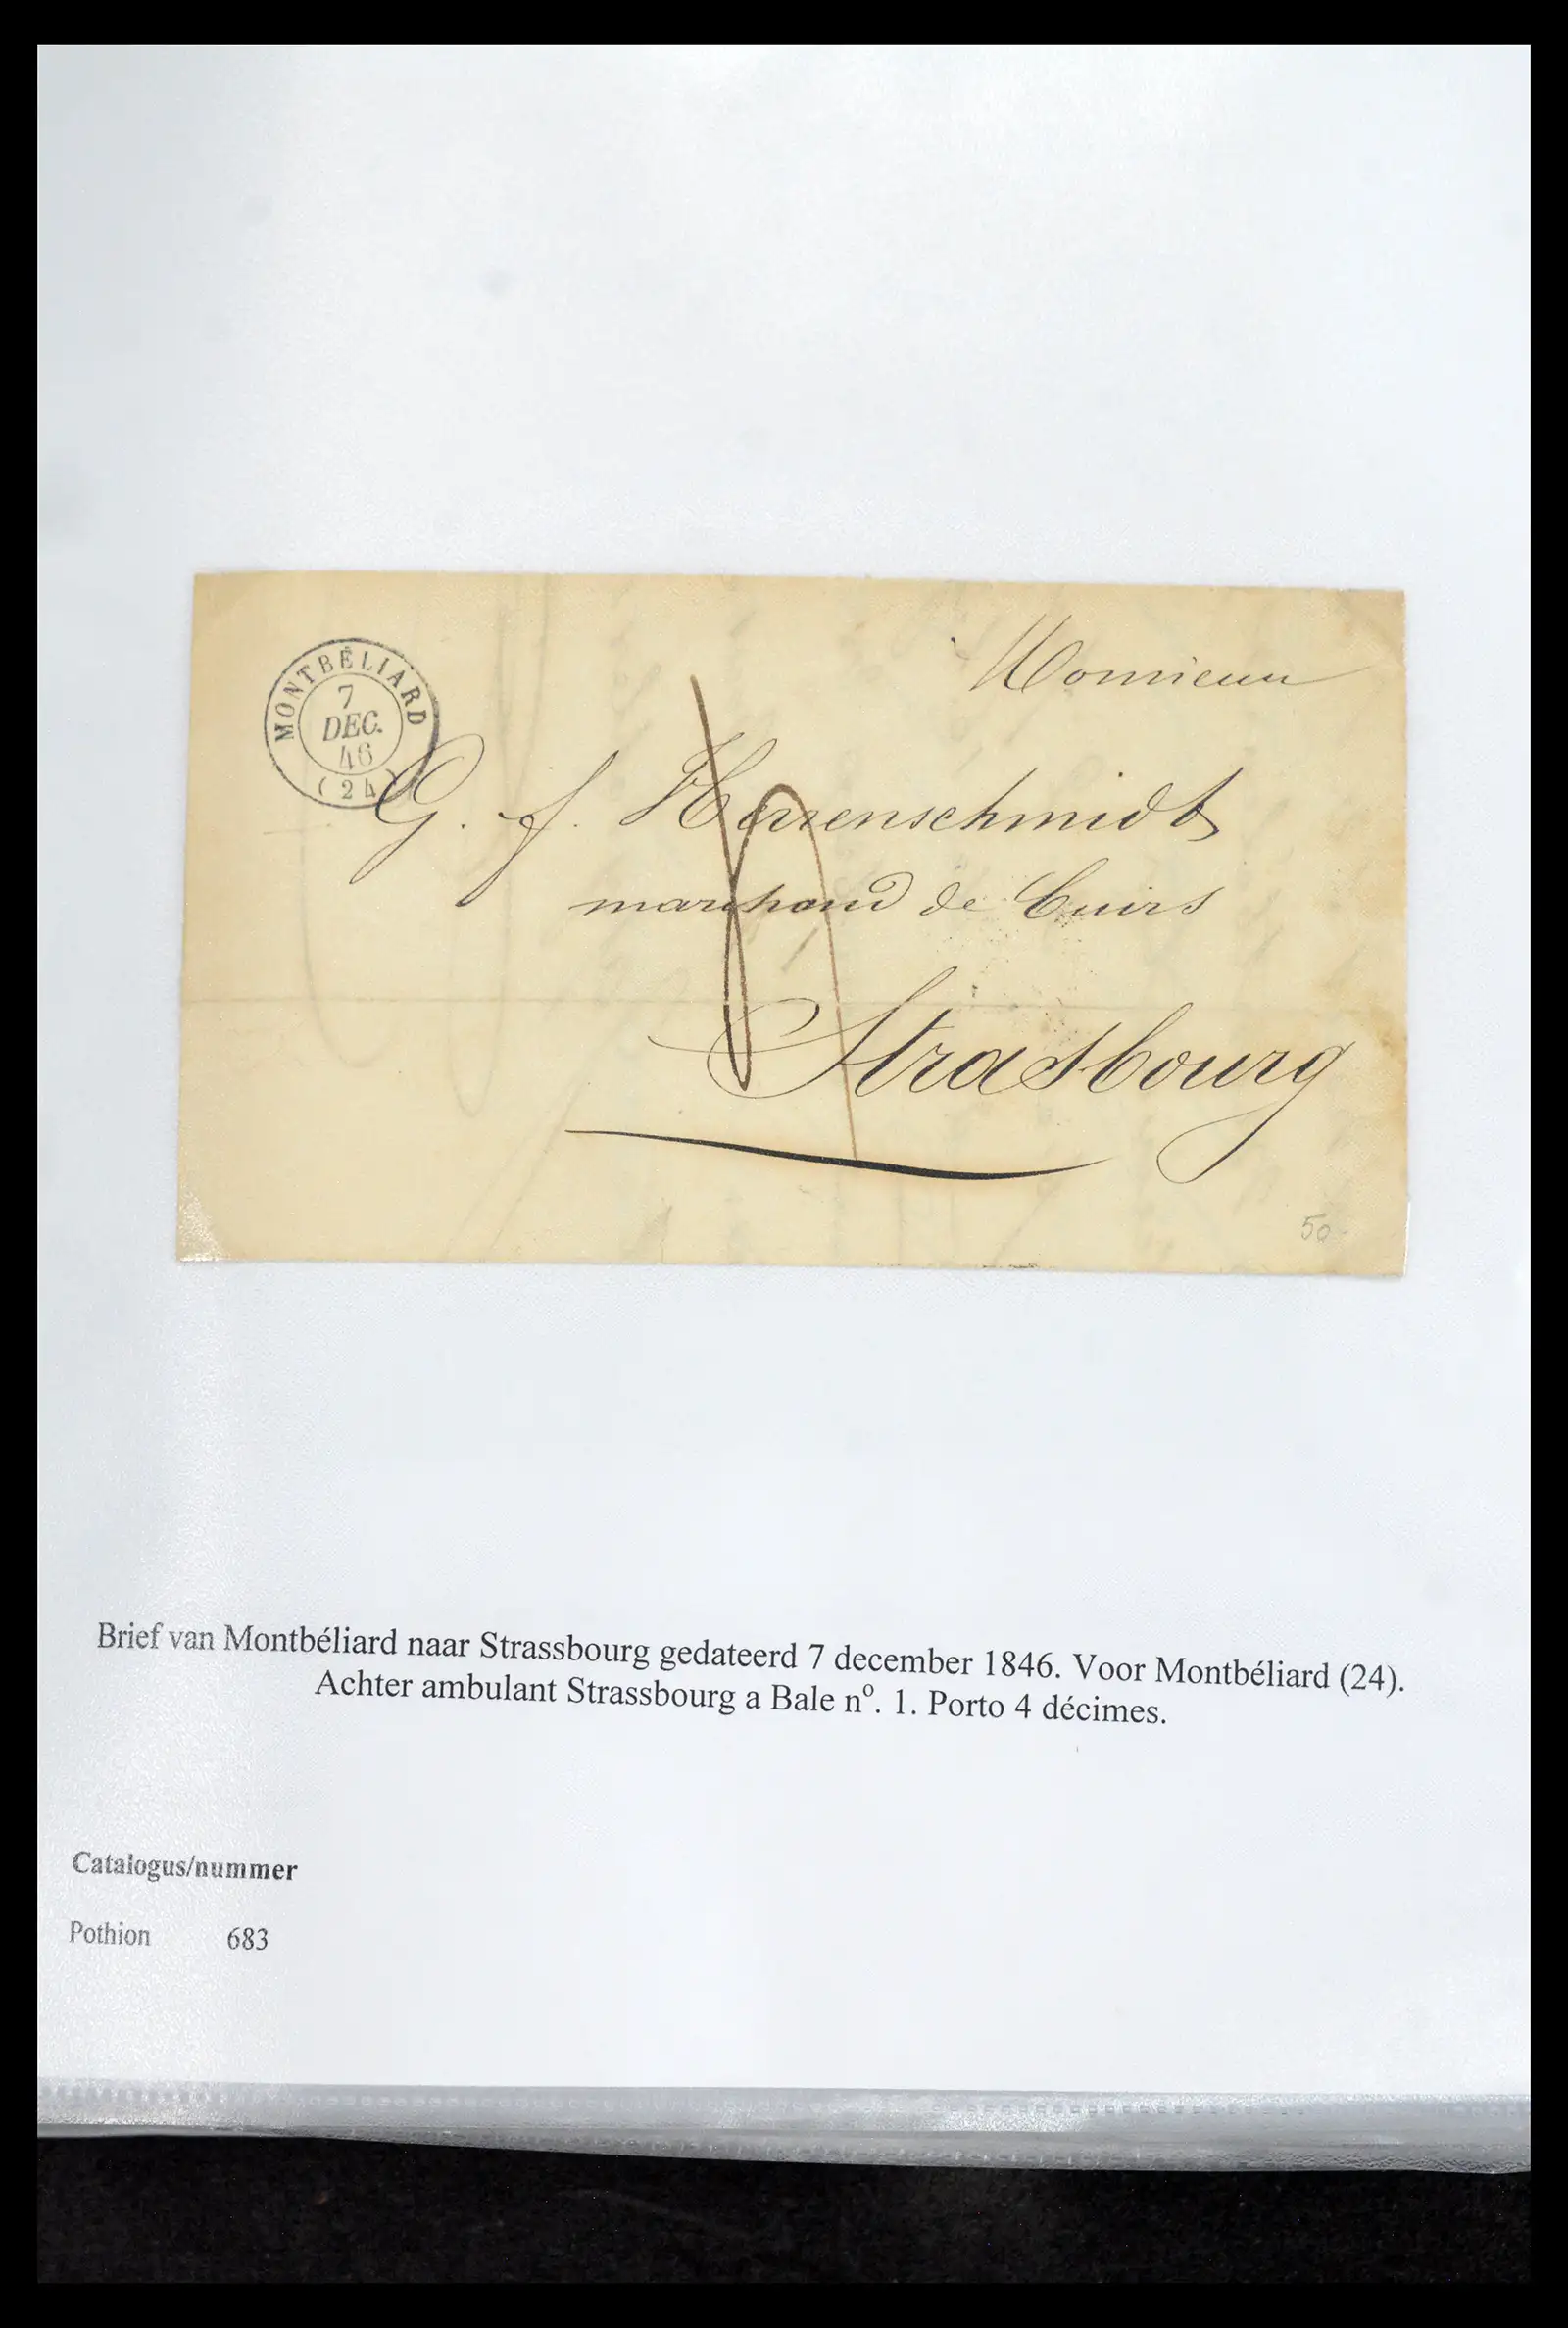 MONTBÉLIARD
7
DEC.
46
(24)
Monsieur
G. f. Herrenschmidt
marchand de Cuirs
Strasbourg
50
Brief van Montbéliard naar Strassbourg gedateerd 7 december 1846. Voor Montbéliard (24).
Achter ambulant Strassbourg a Bale nº. 1. Porto 4 décimes.
Catalogus/nummer
Pothion 683